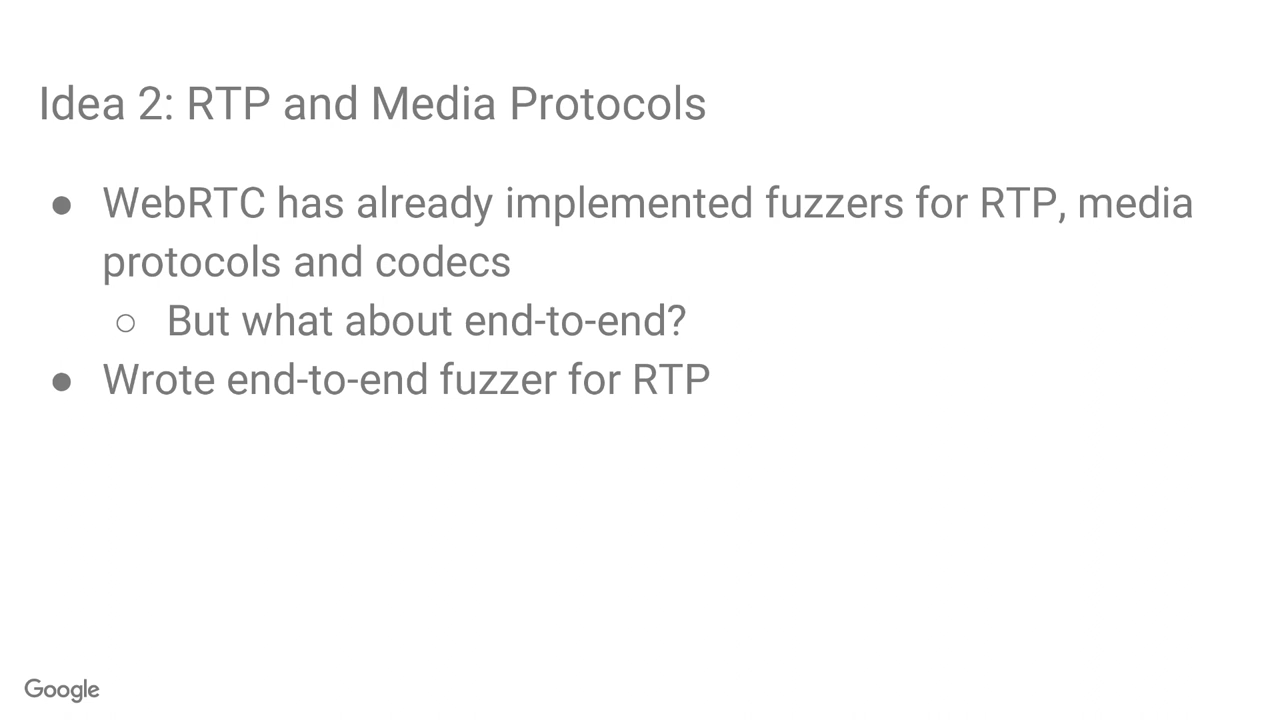 Idea 2: RTP and Media Protocols
● WebRTC has already implemented fuzzers for RTP, media
protocols and codecs
○ But what about end-to-end?
● Wrote end-to-end fuzzer for RTP
Google